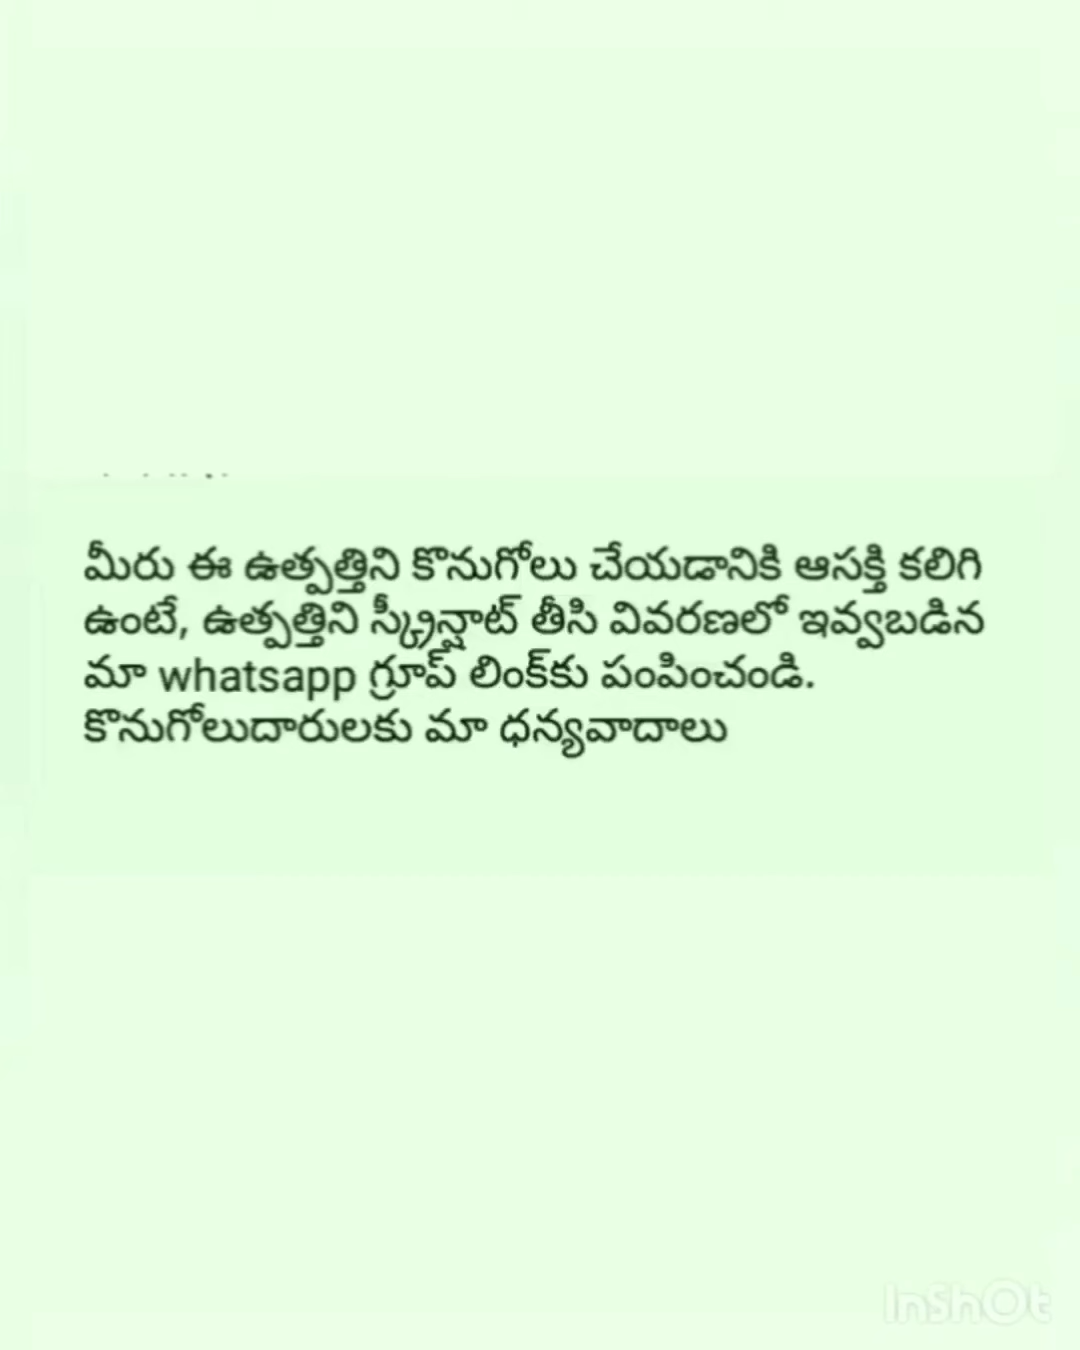 మీరు ఈ ఉత్పత్తిని కొనుగోలు చేయడానికి ఆసక్తి కలిగి
ఉంటే, ఉత్పత్తిని స్క్రీన్షాట్ తీసి వివరణలో ఇవ్వబడిన
మా whatsapp గ్రూప్ లింక్‌కు పంపించండి.
కొనుగోలుదారులకు మా ధన్యవాదాలు
InShOt